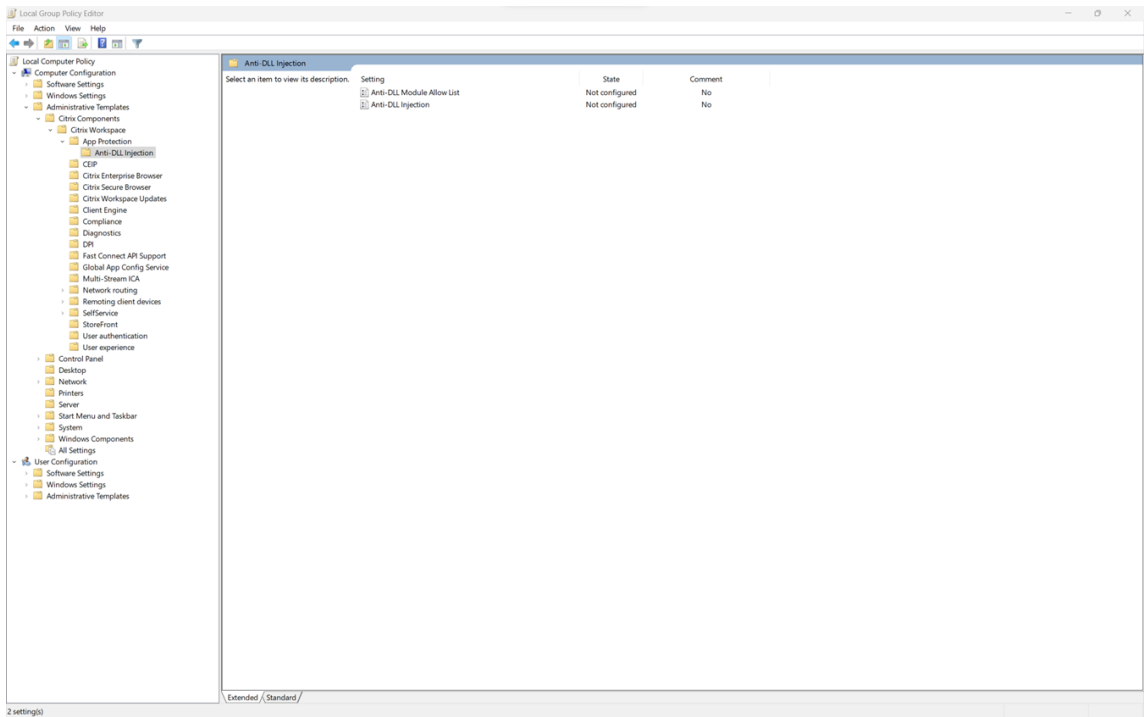 Local Group Policy Editor
File Action View Help
Local Computer Policy
Computer Configuration
Software Settings
Windows Settings
Administrative Templates
Citrix Components
Citrix Workspace
App Protection
Anti-DLL Injection
CEIP
Citrix Enterprise Browser
Citrix Secure Browser
Citrix Workspace Updates
Client Engine
Compliance
Diagnostics
DPI
Fast Connect API Support
Global App Config Service
Multi-Stream ICA
Network routing
Remoting client devices
SelfService
StoreFront
User authentication
User experience
Control Panel
Desktop
Network
Printers
Server
Start Menu and Taskbar
System
Windows Components
All Settings
User Configuration
Software Settings
Windows Settings
Administrative Templates
Anti-DLL Injection
Select an item to view its description.
Setting State Comment
Anti-DLL Module Allow List Not configured No
Anti-DLL Injection Not configured No
Extended Standard
2 setting(s)